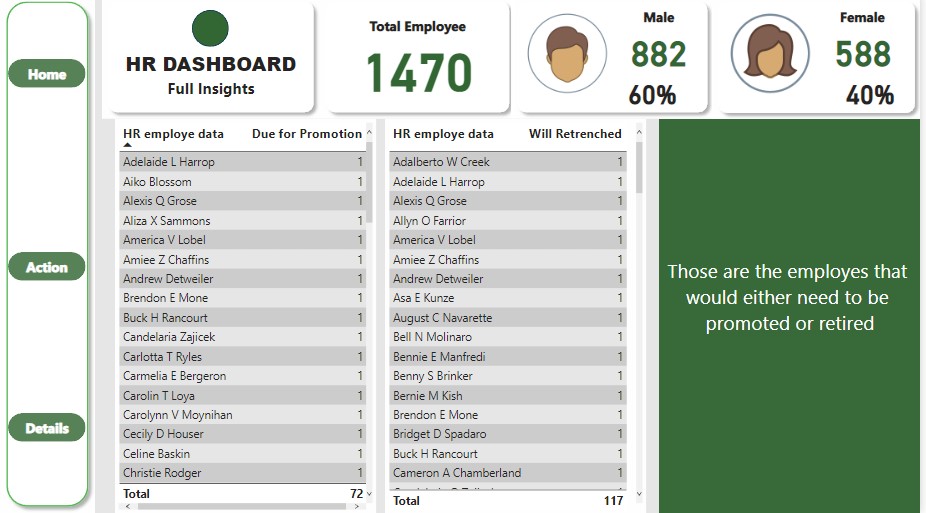 Home
Action
Details
HR DASHBOARD
Full Insights
Total Employee
1470
Male
882
60%
Female
588
40%
HR employe data Due for Promotion
Adelaide L Harrop 1
Aiko Blossom 1
Alexis Q Grose 1
Aliza X Sammons 1
America V Lobel 1
Amiee Z Chaffins 1
Andrew Detweiler 1
Brendon E Mone 1
Buck H Rancourt 1
Candelaria Zajicek 1
Carlotta T Ryles 1
Carmelia E Bergeron 1
Carolin T Loya 1
Carolynn V Moynihan 1
Cecily D Houser 1
Celine Baskin 1
Christie Rodger 1
Total 72
HR employe data Will Retrenched
Adalberto W Creek 1
Adelaide L Harrop 1
Alexis Q Grose 1
Allyn O Farrior 1
America V Lobel 1
Amiee Z Chaffins 1
Andrew Detweiler 1
Asa E Kunze 1
August C Navarette 1
Bell N Molinaro 1
Bennie E Manfredi 1
Benny S Brinker 1
Bernie M Kish 1
Brendon E Mone 1
Bridget D Spadaro 1
Buck H Rancourt 1
Cameron A Chamberland 1
Total 117
Those are the employes that
would either need to be
promoted or retired